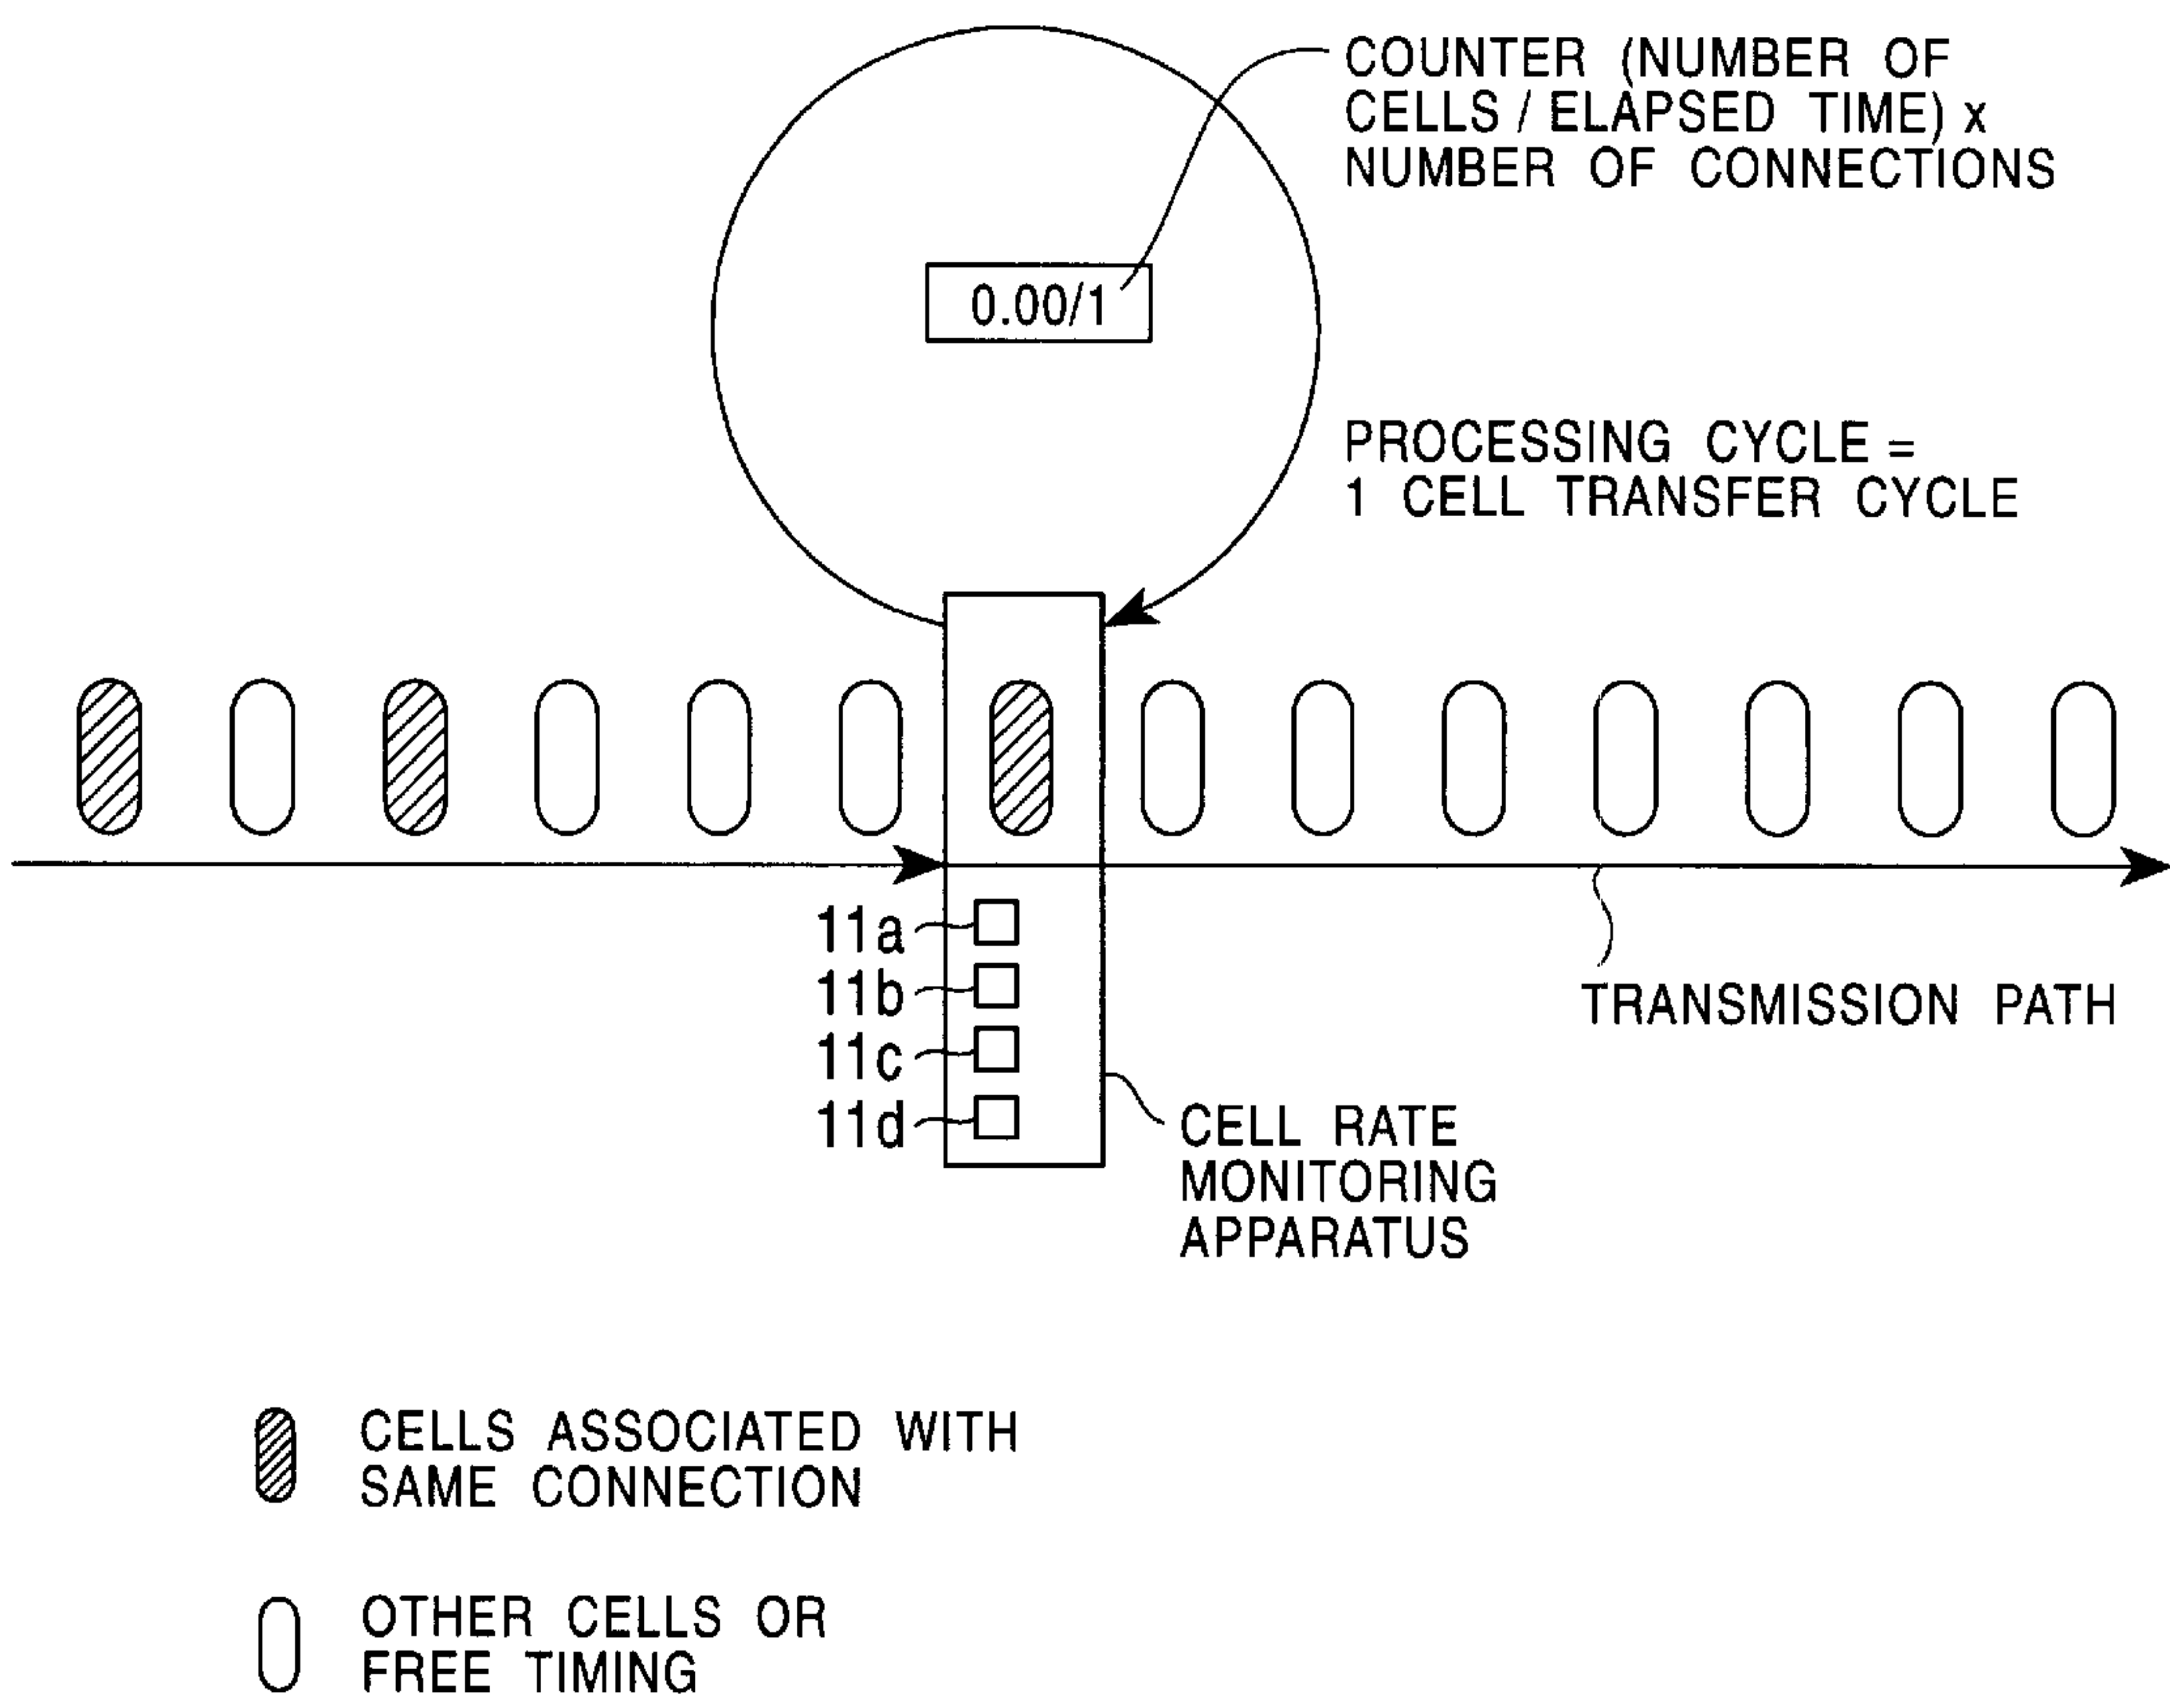 COUNTER (NUMBER OF
CELLS / ELAPSED TIME) x
NUMBER OF CONNECTIONS
0.00/1
PROCESSING CYCLE =
1 CELL TRANSFER CYCLE
11a
11b
11c
11d
TRANSMISSION PATH
CELL RATE
MONITORING
APPARATUS
CELLS ASSOCIATED WITH
SAME CONNECTION
OTHER CELLS OR
FREE TIMING